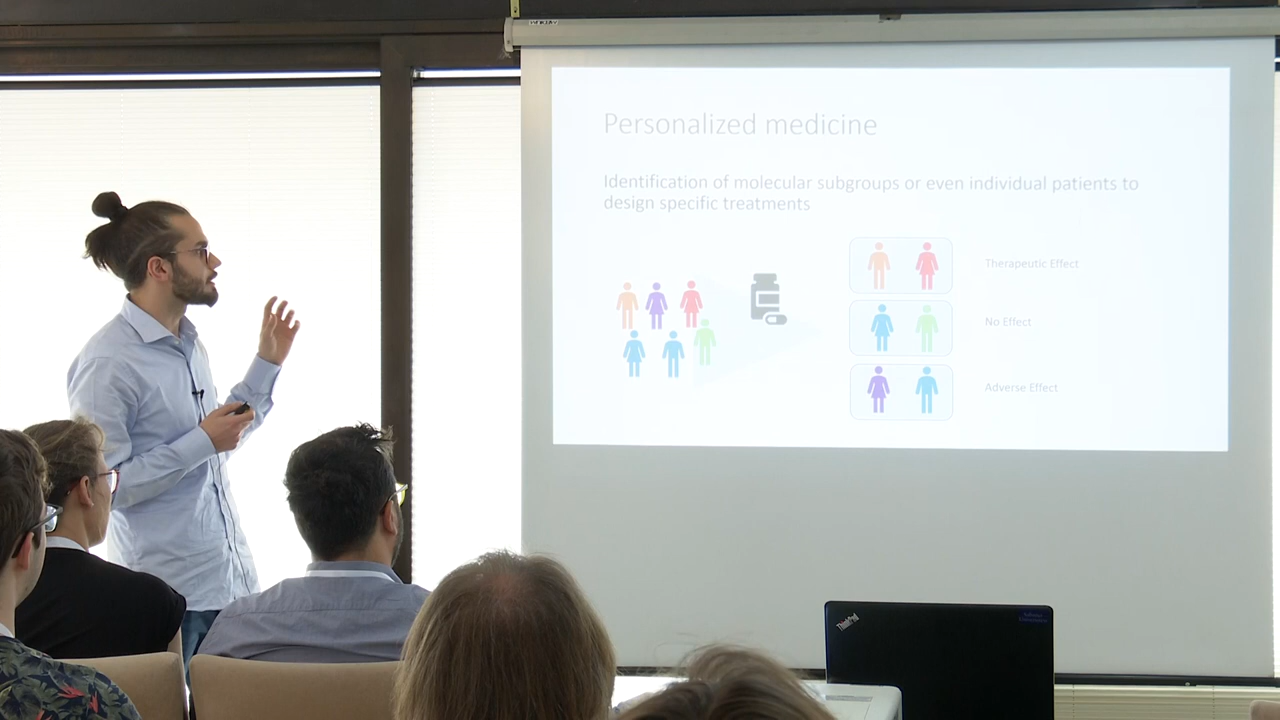 Personalized medicine
Identification of molecular subgroups or even individual patients to
design specific treatments
Therapeutic Effect
No Effect
Adverse Effect
ThinkPad